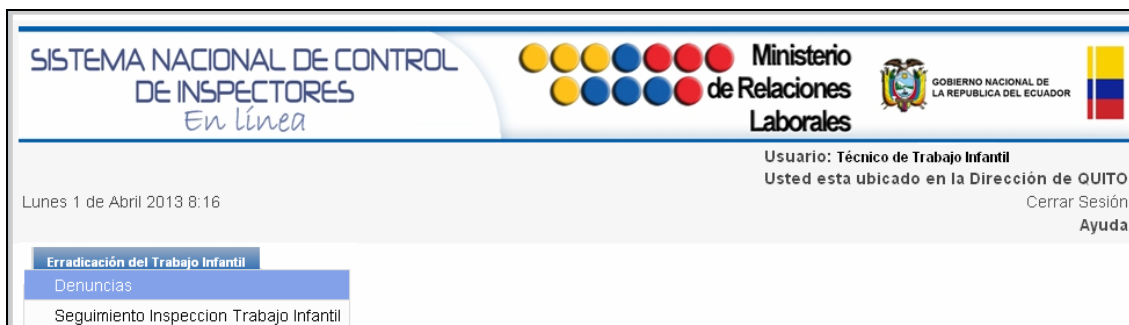 SISTEMA NACIONAL DE CONTROL
DE INSPECTORES
En línea
Ministerio
de Relaciones
Laborales
GOBIERNO NACIONAL DE
LA REPUBLICA DEL ECUADOR
Usuario: Técnico de Trabajo Infantil
Usted esta ubicado en la Dirección de QUITO
Lunes 1 de Abril 2013 8:16
Cerrar Sesión
Ayuda
Erradicación del Trabajo Infantil
Denuncias
Seguimiento Inspeccion Trabajo Infantil